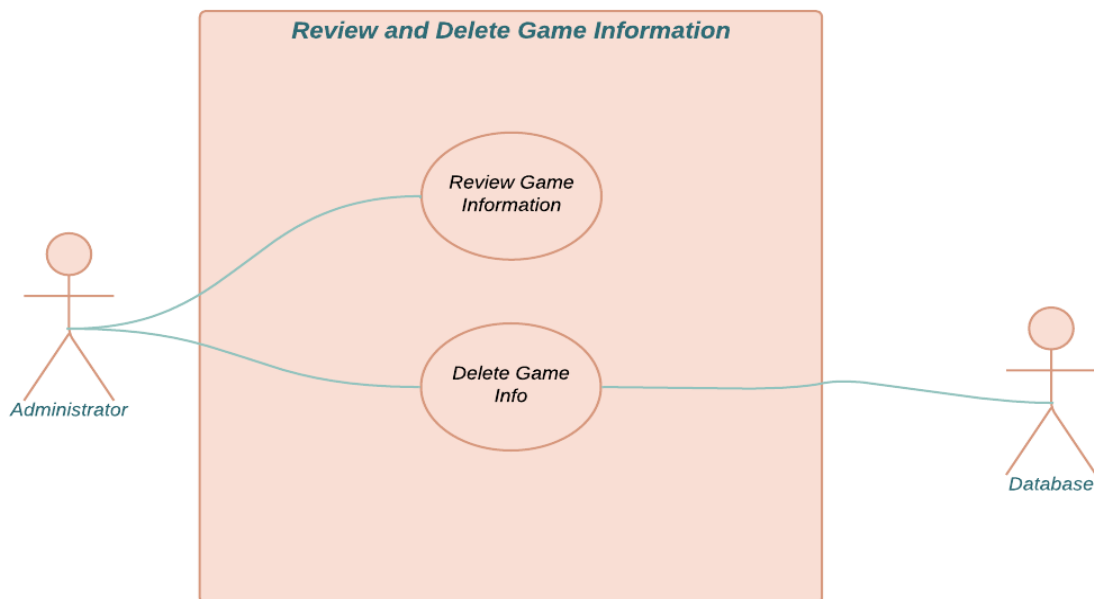 Review and Delete Game Information
Review Game
Information
Delete Game
Info
Administrator
Database